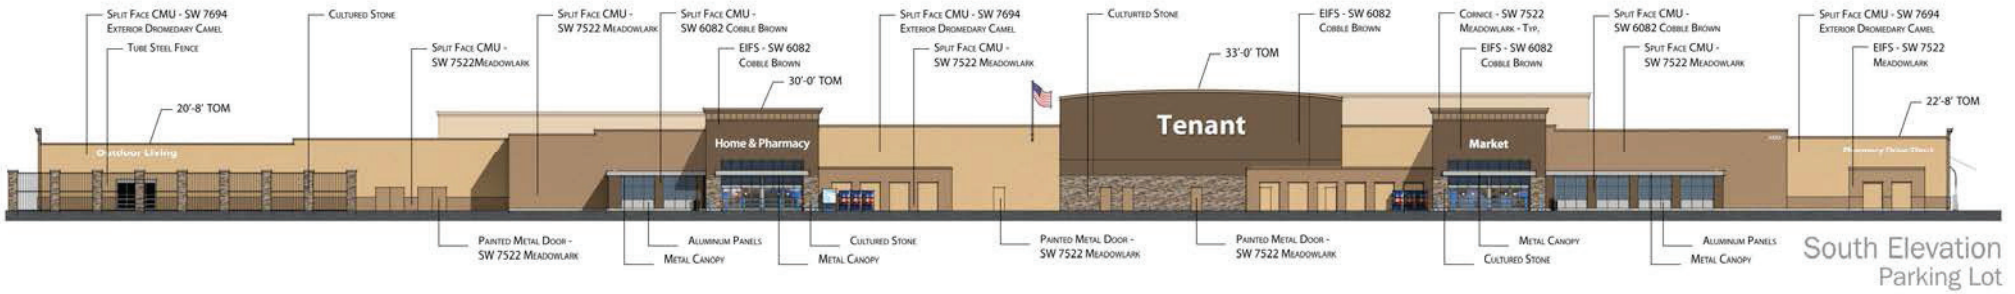 Split Face CMU - SW 7694
Exterior Dromedary Camel
Tube Steel Fence
20'-8' TOM
Cultured Stone
Split Face CMU -
SW 7522Meadowlark
Split Face CMU -
SW 7522 Meadowlark
Split Face CMU -
SW 6082 Cobble Brown
EIFS - SW 6082
Cobble Brown
30'-0' TOM
Split Face CMU - SW 7694
Exterior Dromedary Camel
Split Face CMU -
SW 7522 Meadowlark
Culturted Stone
33'-0' TOM
EIFS - SW 6082
Cobble Brown
Cornice - SW 7522
Meadowlark - Typ.
EIFS - SW 6082
Cobble Brown
Split Face CMU -
SW 6082 Cobble Brown
Split Face CMU -
SW 7522 Meadowlark
Split Face CMU - SW 7694
Exterior Dromedary Camel
EIFS - SW 7522
Meadowlark
22'-8' TOM
Outdoor Living
Home & Pharmacy
Tenant
Market
Painted Metal Door -
SW 7522 Meadowlark
Aluminum Panels
Metal Canopy
Cultured Stone
Metal Canopy
Painted Metal Door -
SW 7522 Meadowlark
Painted Metal Door -
SW 7522 Meadowlark
Metal Canopy
Cultured Stone
Aluminum Panels
Metal Canopy
South Elevation
Parking Lot